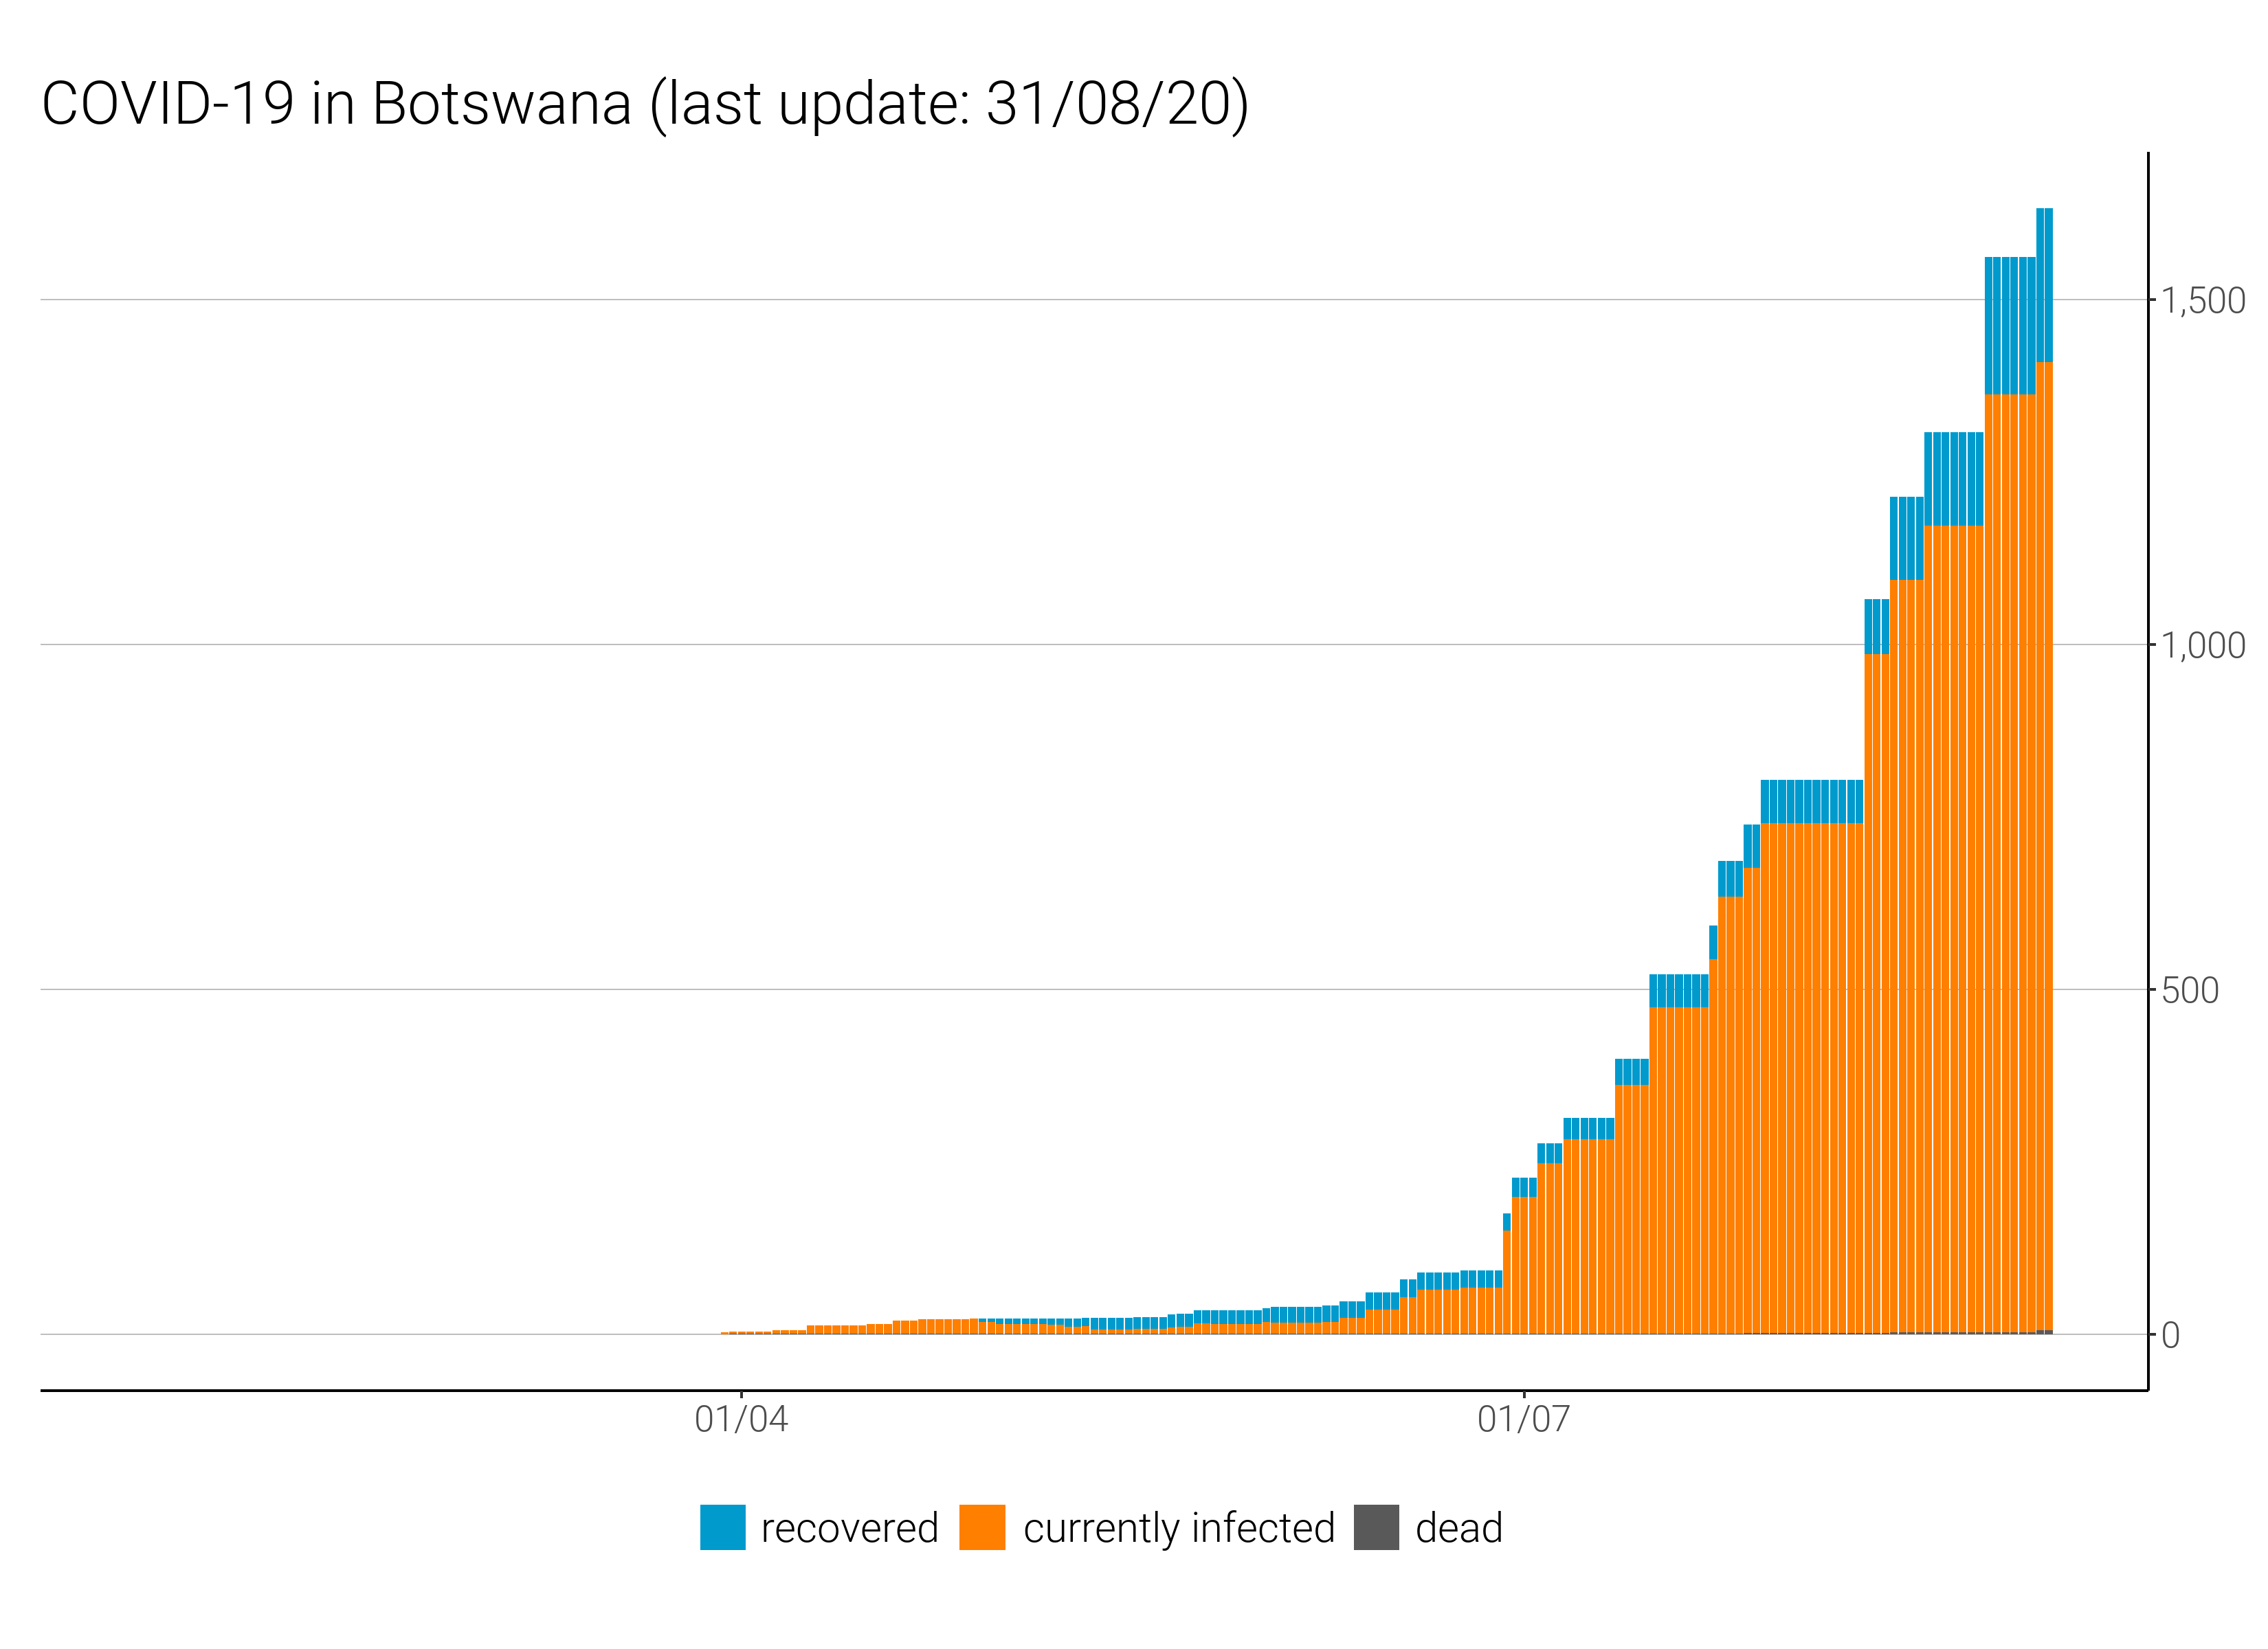 COVID-19 in Botswana (last update: 31/08/20)
1,500
1,000
500
0
01/04 01/07
recovered currently infected dead